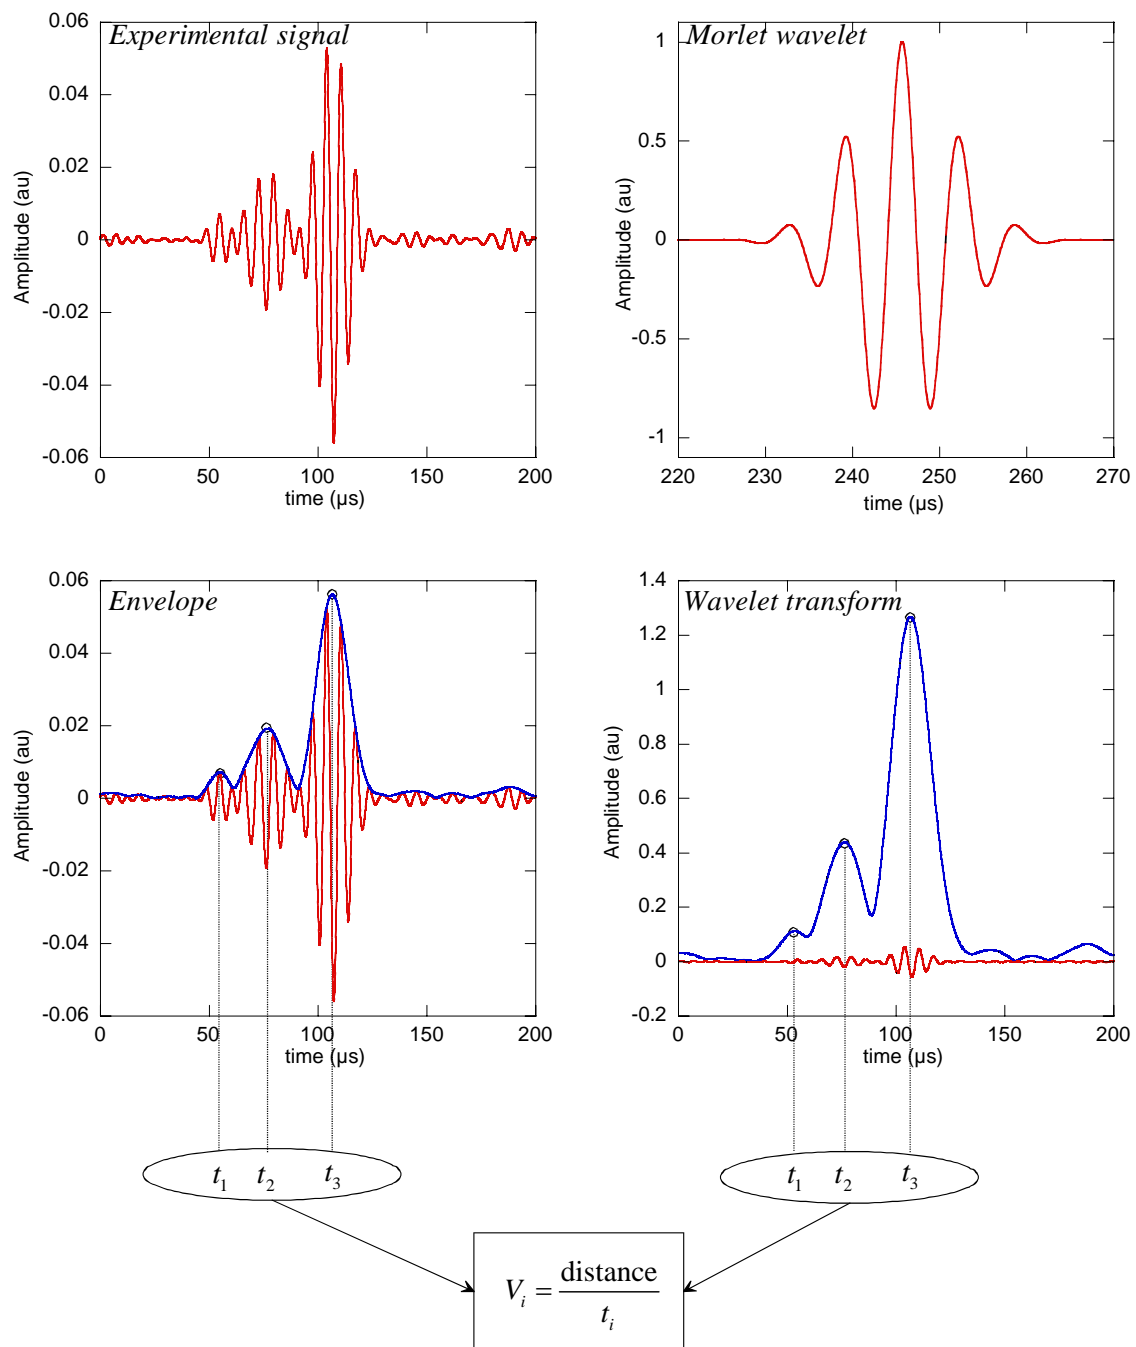 Experimental signal
0.06
0.04
0.02
0
-0.02
-0.04
-0.06
Amplitude (au)
0 50 100 150 200
time (µs)
Morlet wavelet
1
0.5
0
-0.5
-1
Amplitude (au)
220 230 240 250 260 270
time (µs)
Envelope
0.06
0.04
0.02
0
-0.02
-0.04
-0.06
Amplitude (au)
0 50 100 150 200
time (µs)
Wavelet transform
1.4
1.2
1
0.8
0.6
0.4
0.2
0
-0.2
Amplitude (au)
0 50 100 150 200
time (µs)
t₁ t₂ t₃
t₁ t₂ t₃
Vᵢ = distance
tᵢ